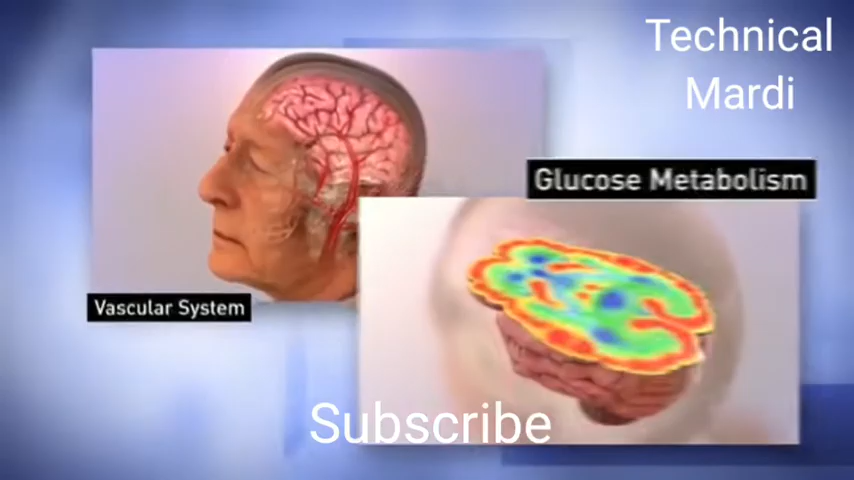 Technical
Mardi
Glucose Metabolism
Vascular System
Subscribe